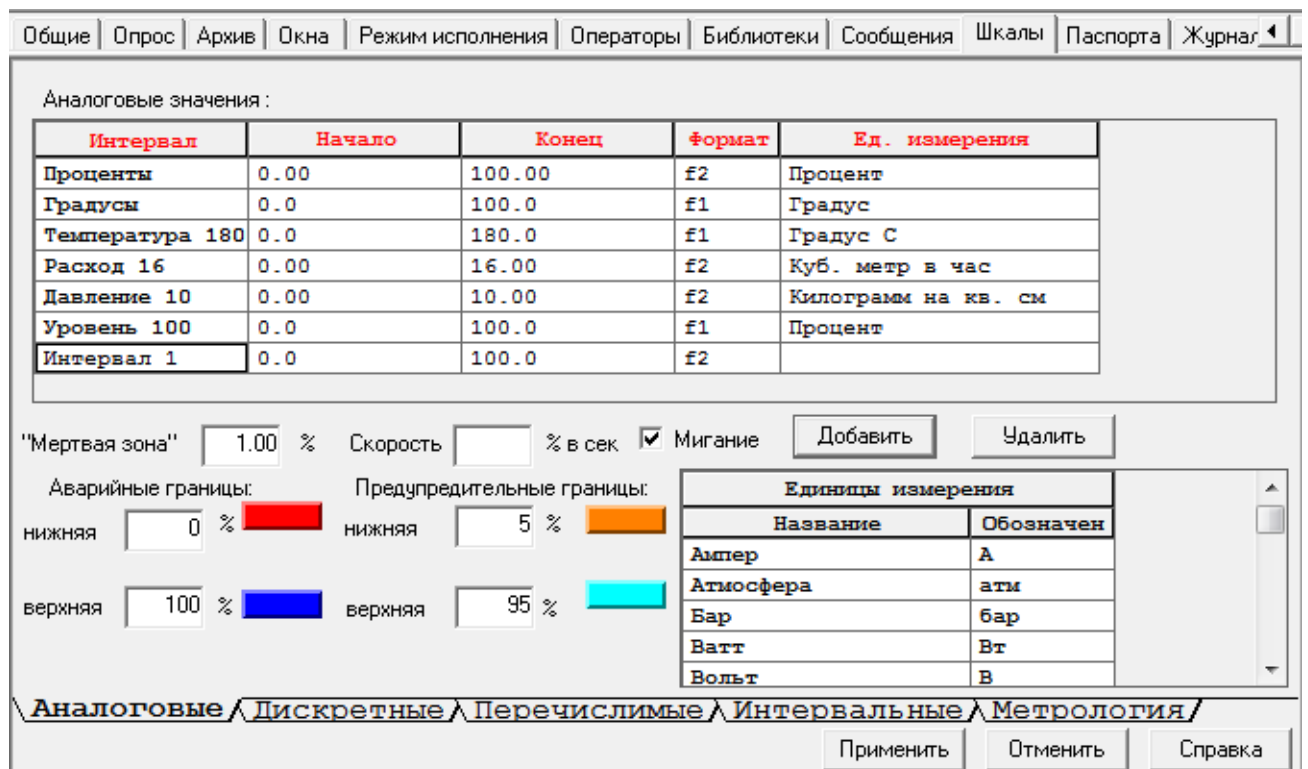 Общие Опрос Архив Окна Режим исполнения Операторы Библиотеки Сообщения Шкалы Паспорта Журнал
Аналоговые значения :
Интервал Начало Конец Формат Ед. измерения
Проценты 0.00 100.00 f2 Процент
Градусы 0.0 100.0 f1 Градус
Температура 180 0.0 180.0 f1 Градус С
Расход 16 0.00 16.00 f2 Куб. метр в час
Давление 10 0.00 10.00 f2 Килограмм на кв. см
Уровень 100 0.0 100.0 f1 Процент
Интервал 1 0.0 100.0 f2
"Мертвая зона" 1.00 % Скорость % в сек Мигание Добавить Удалить
Аварийные границы: Предупредительные границы: Единицы измерения
нижняя 0 % нижняя 5 % Название Обозначен
Ампер А
Атмосфера атм
верхняя 100 % верхняя 95 % Бар бар
Ватт Вт
Вольт В
Аналоговые Дискретные Перечислимые Интервальные Метрология
Применить Отменить Справка